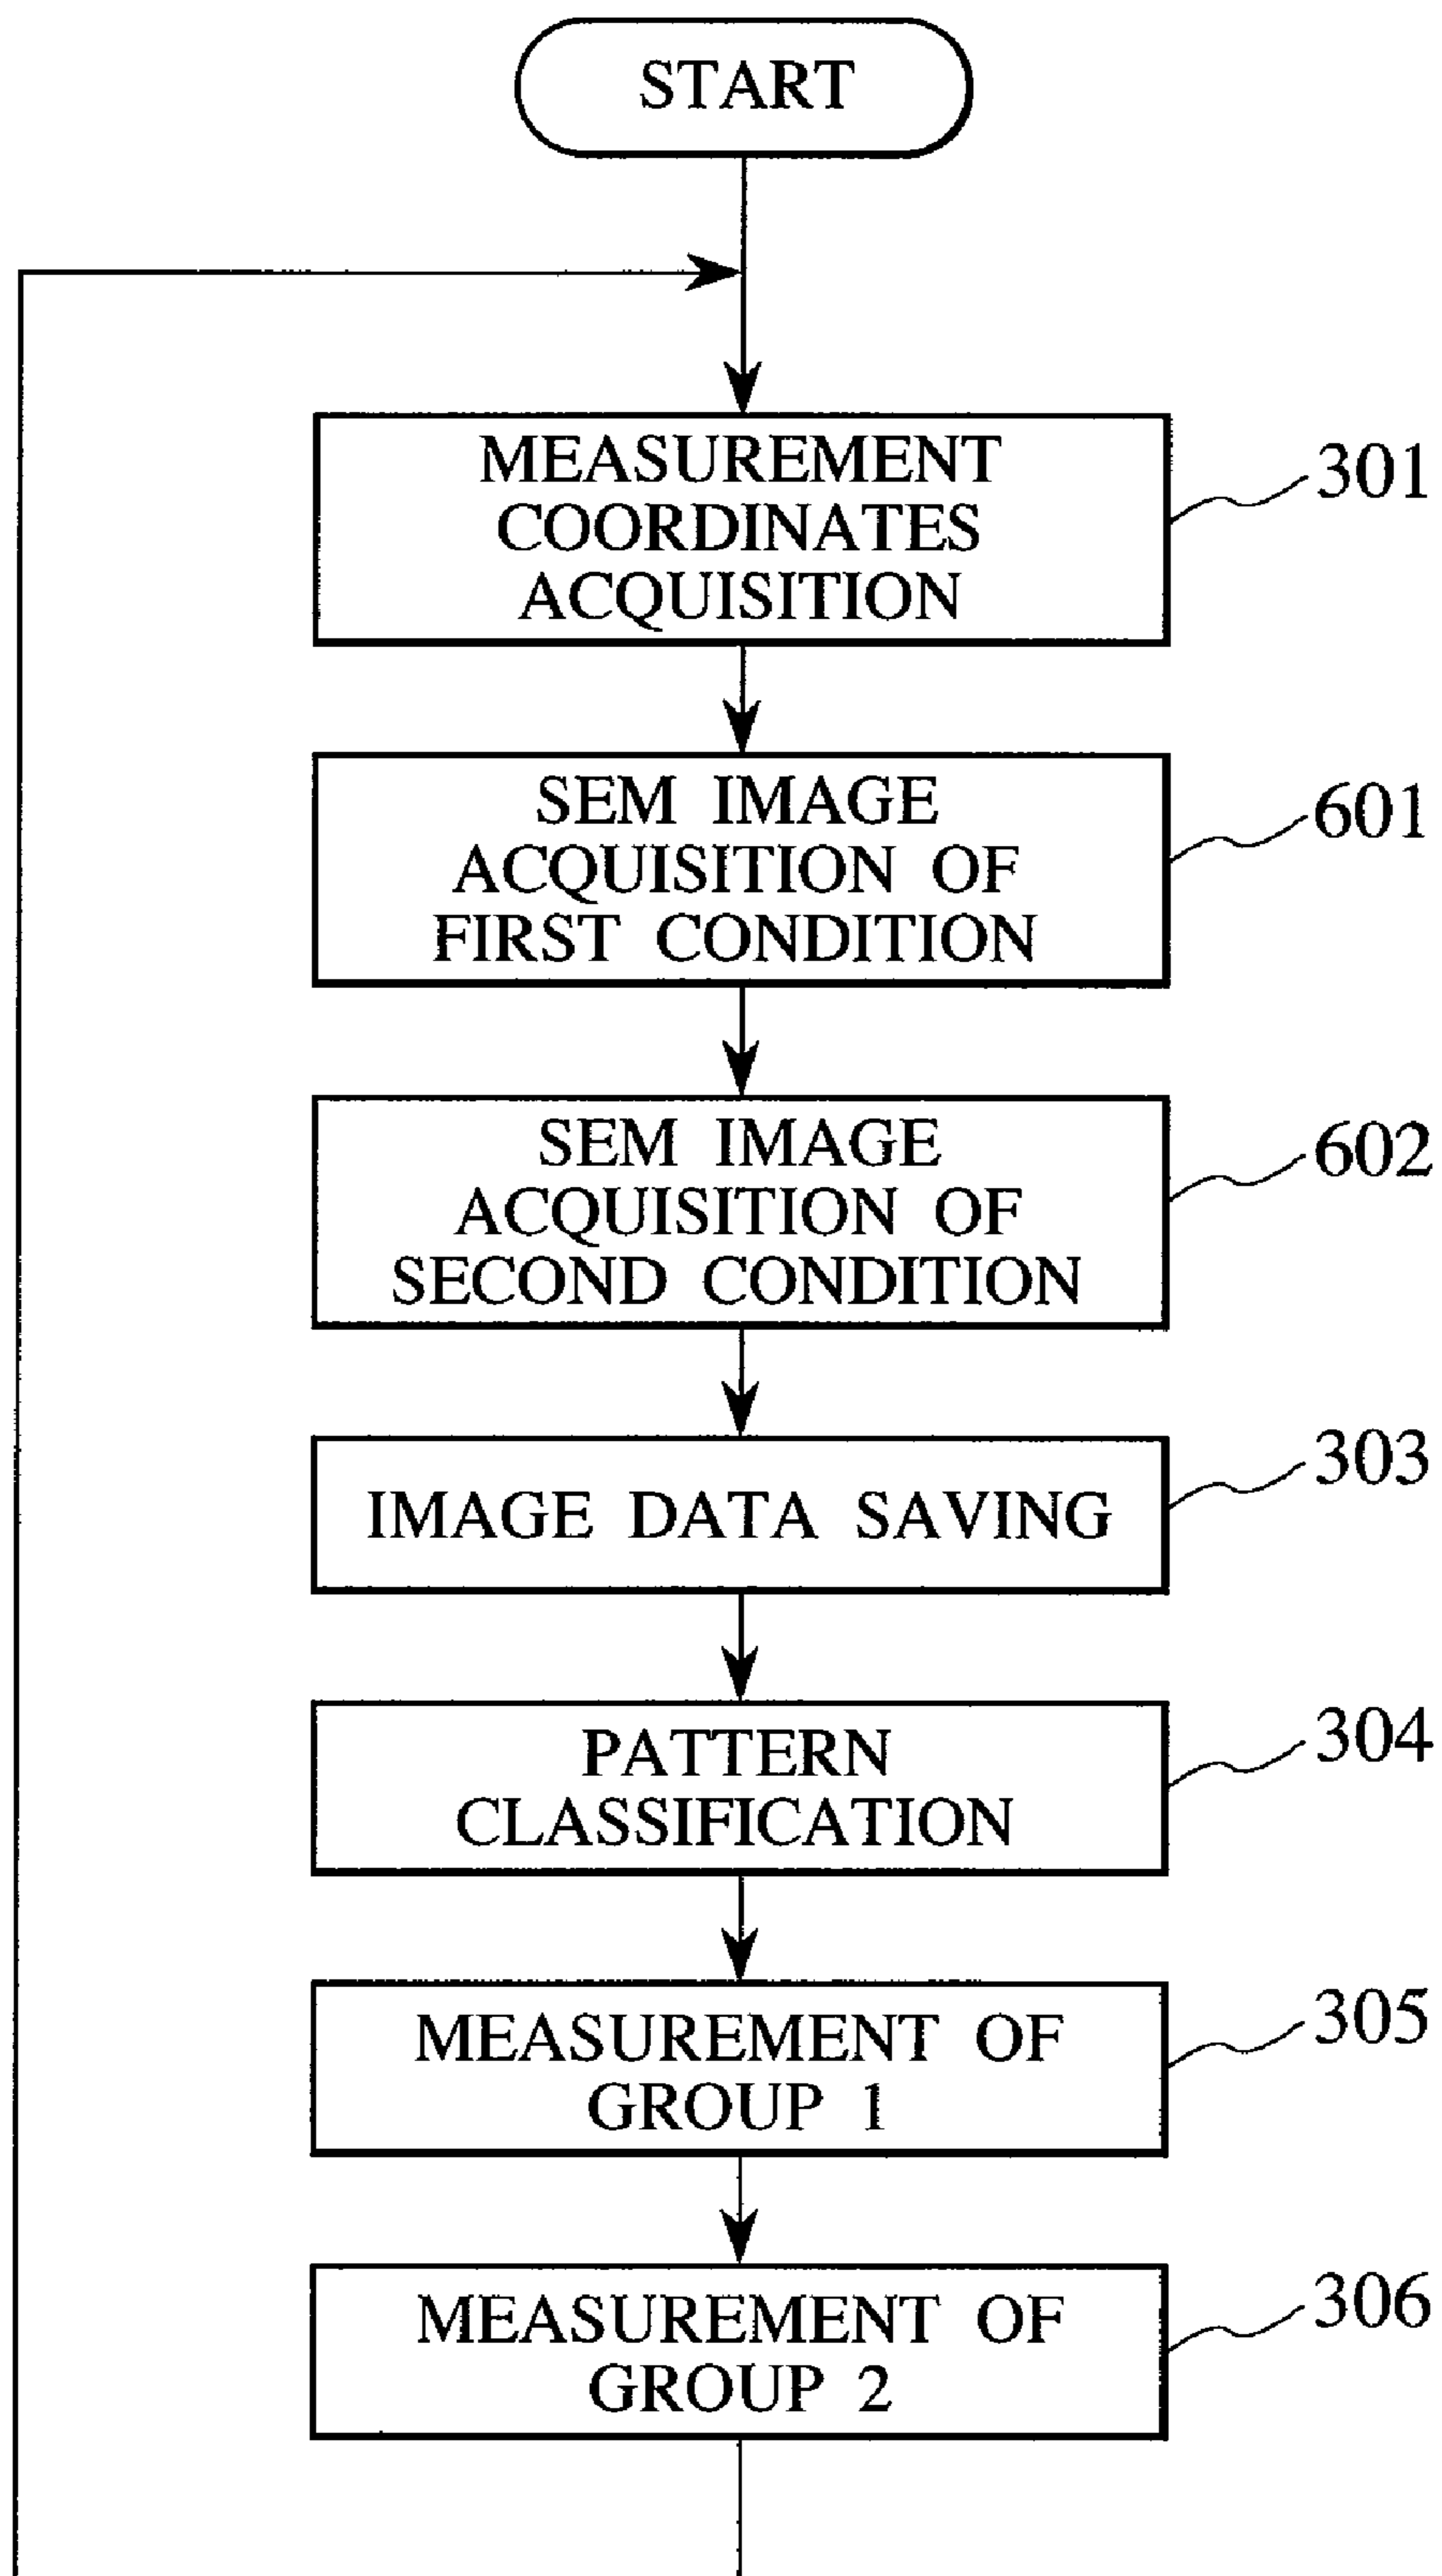 START
MEASUREMENT
COORDINATES
ACQUISITION
301
SEM IMAGE
ACQUISITION OF
FIRST CONDITION
601
SEM IMAGE
ACQUISITION OF
SECOND CONDITION
602
IMAGE DATA SAVING
303
PATTERN
CLASSIFICATION
304
MEASUREMENT OF
GROUP 1
305
MEASUREMENT OF
GROUP 2
306